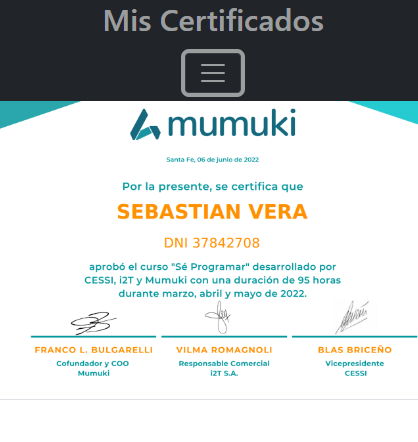 Mis Certificados
mumuki
Santa Fe, 06 de junio de 2022
Por la presente, se certifica que
SEBASTIAN VERA
DNI 37842708
aprobó el curso "Sé Programar" desarrollado por
CESSI, i2T y Mumuki con una duración de 95 horas
durante marzo, abril y mayo de 2022.
FRANCO L. BULGARELLI VILMA ROMAGNOLI BLAS BRICEÑO
Cofundador y COO Responsable Comercial Vicepresidente
Mumuki i2T S.A. CESSI